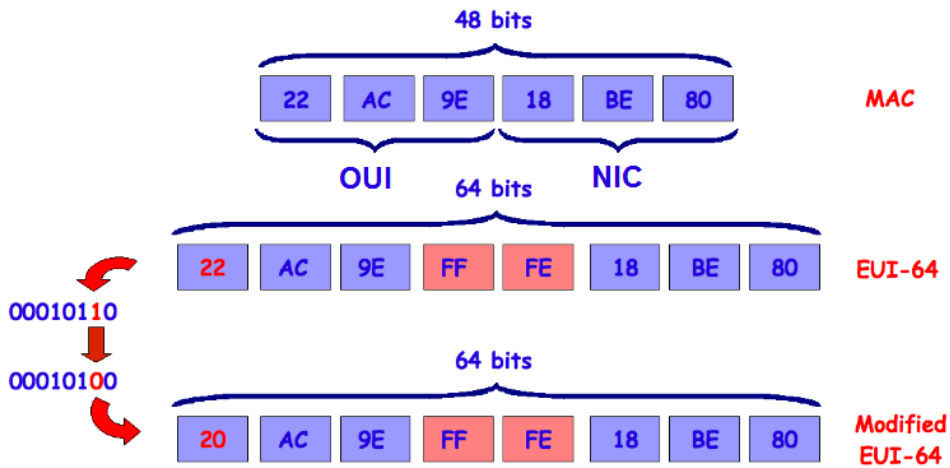 48 bits
22 AC 9E 18 BE 80 MAC
OUI NIC
64 bits
22 AC 9E FF FE 18 BE 80 EUI-64
00010110
00010100
64 bits
20 AC 9E FF FE 18 BE 80 Modified
EUI-64